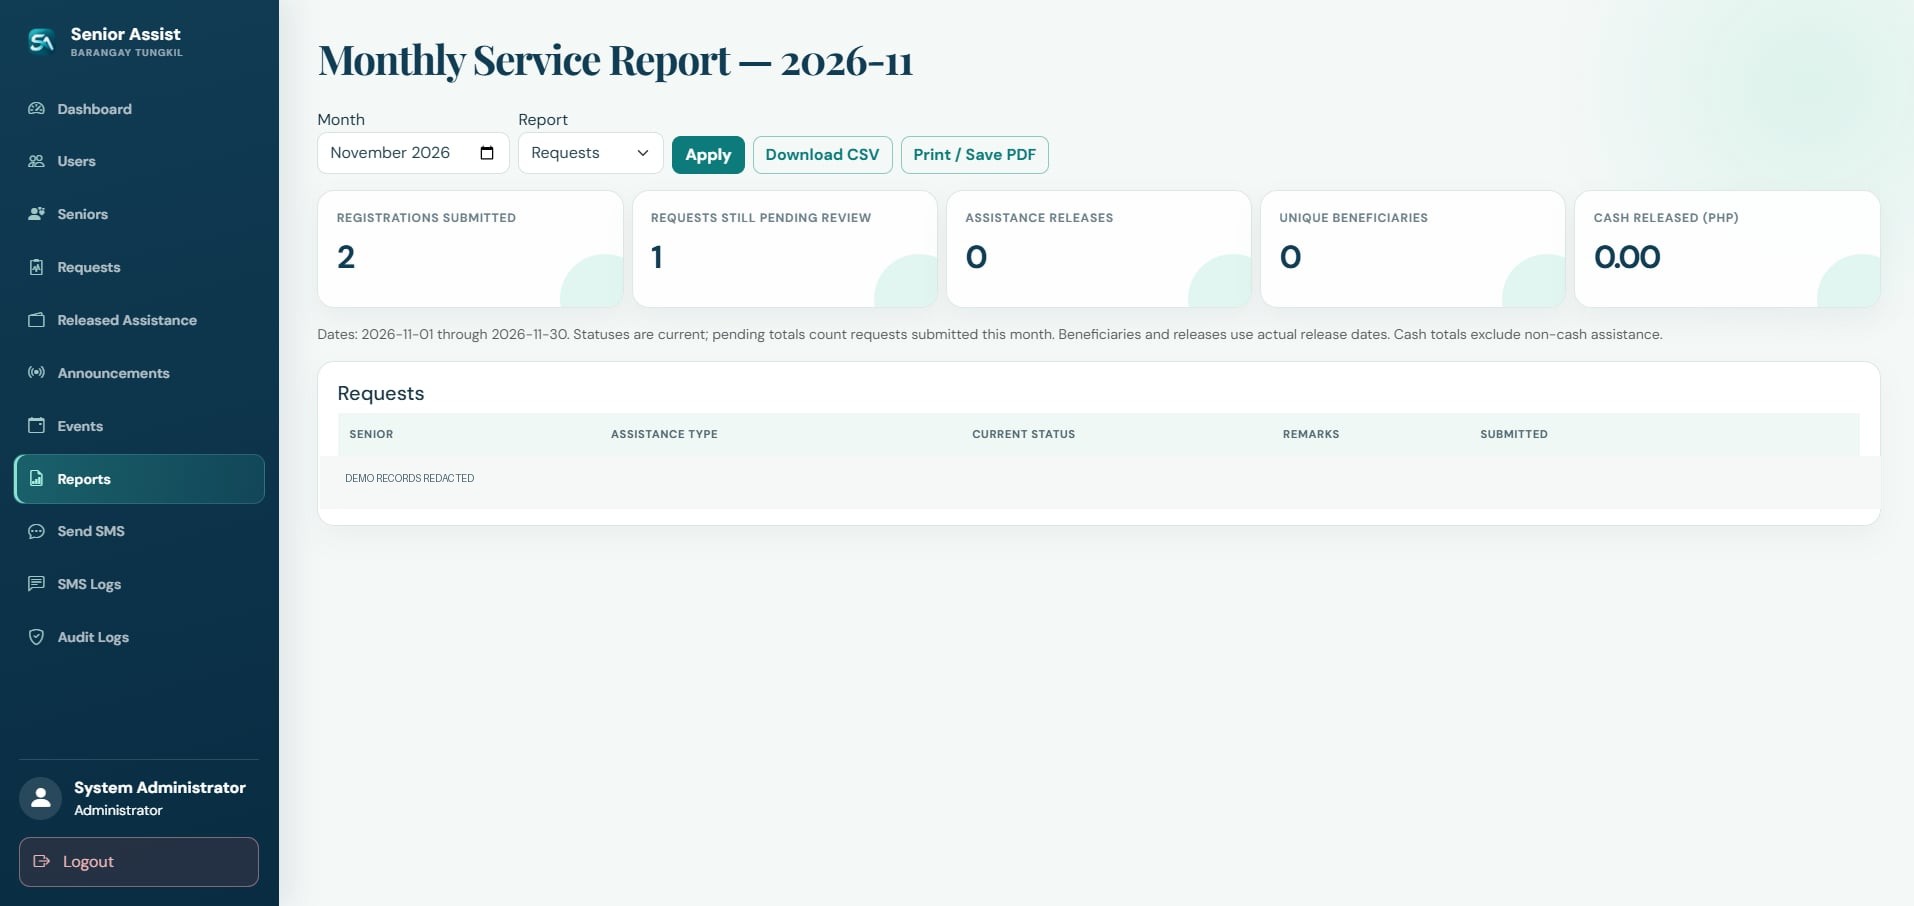 Senior Assist
BARANGAY TUNGKIL
Dashboard
Users
Seniors
Requests
Released Assistance
Announcements
Events
Reports
Send SMS
SMS Logs
Audit Logs
System Administrator
Administrator
Logout
Monthly Service Report — 2026-11
Month
Report
November 2026
Requests
Apply
Download CSV
Print / Save PDF
REGISTRATIONS SUBMITTED
2
REQUESTS STILL PENDING REVIEW
1
ASSISTANCE RELEASES
0
UNIQUE BENEFICIARIES
0
CASH RELEASED (PHP)
0.00
Dates: 2026-11-01 through 2026-11-30. Statuses are current; pending totals count requests submitted this month. Beneficiaries and releases use actual release dates. Cash totals exclude non-cash assistance.
Requests
SENIOR ASSISTANCE TYPE CURRENT STATUS REMARKS SUBMITTED
DEMO RECORDS REDACTED